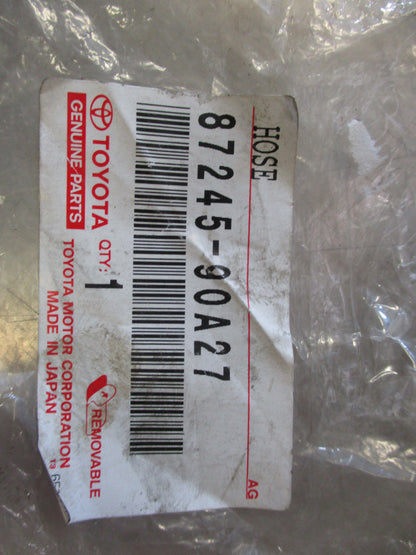 HOSE
87245-90A27
TOYOTA QTY: 1
GENUINE PARTS
TOYOTA MOTOR CORPORATION
MADE IN JAPAN
REMOVABLE
AG